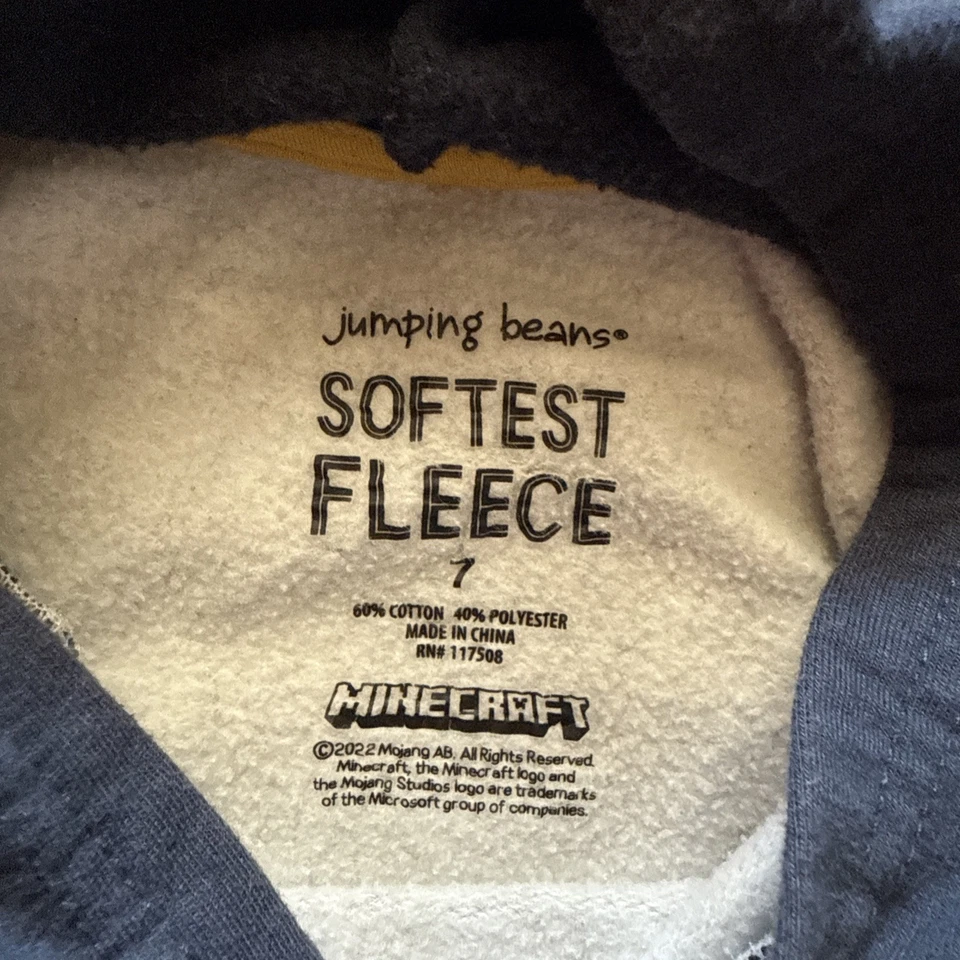 jumping beans®
SOFTEST
FLEECE
7
60% COTTON 40% POLYESTER
MADE IN CHINA
RN# 117508
MINECRAFT
©2022 Mojang AB. All Rights Reserved.
Minecraft, the Minecraft logo and
the Mojang Studios logo are trademarks
of the Microsoft group of companies.